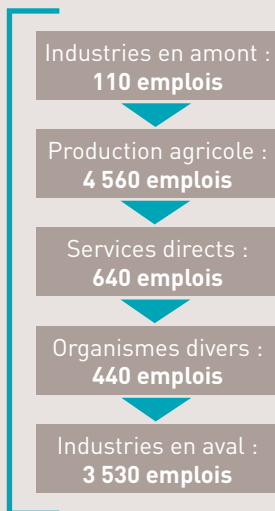 Industries en amont :
110 emplois
Production agricole :
4 560 emplois
Services directs :
640 emplois
Organismes divers :
440 emplois
Industries en aval :
3 530 emplois